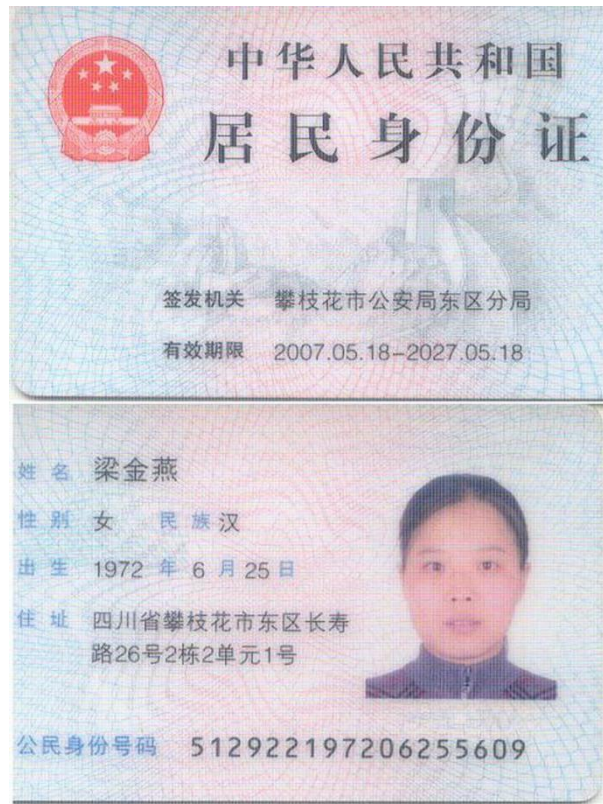 中华人民共和国
居民身份证
签发机关 攀枝花市公安局东区分局
有效期限 2007.05.18-2027.05.18
姓名 梁金燕
性别 女 民族 汉
出生 1972 年 6 月 25 日
住址 四川省攀枝花市东区长寿
路26号2栋2单元1号
公民身份号码 512922197206255609